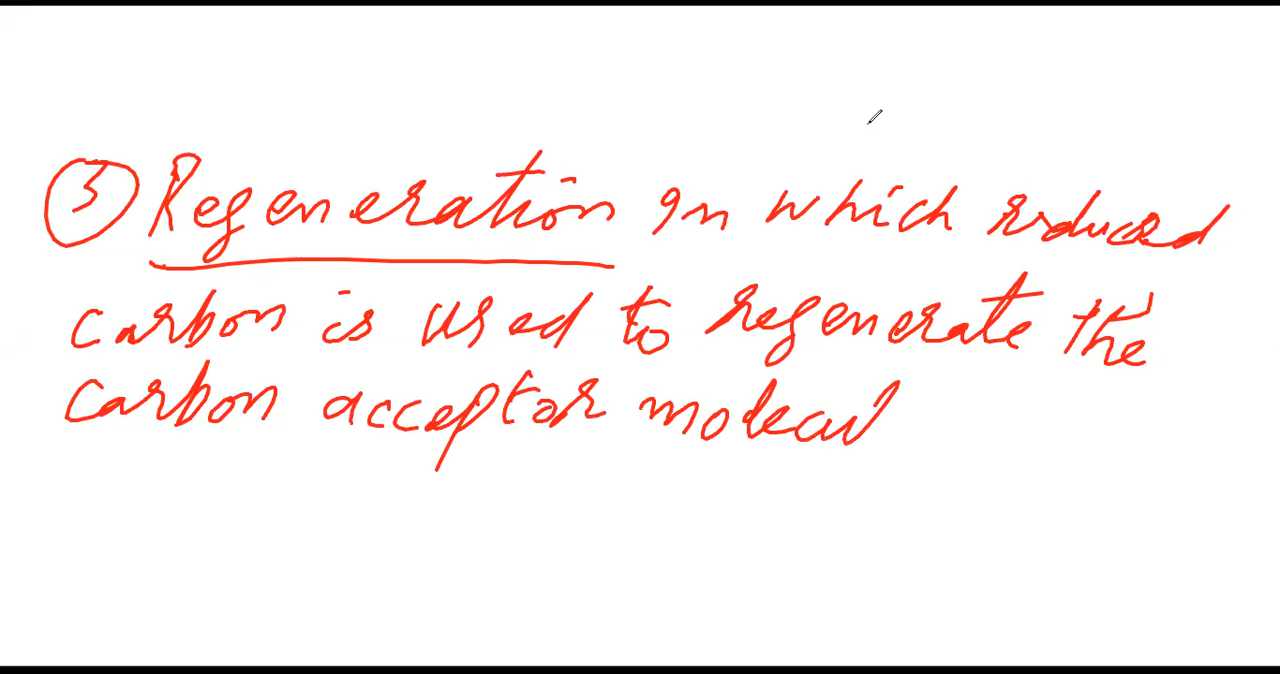 ③ Regeneration In which reduced
carbon is used to regenerate the
carbon acceptor molecul